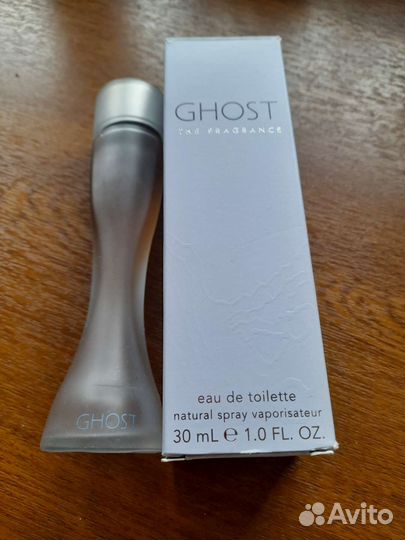 GHOST
THE FRAGRANCE
eau de toilette
natural spray vaporisateur
30 mL ℮ 1.0 FL. OZ.
GHOST
Avito